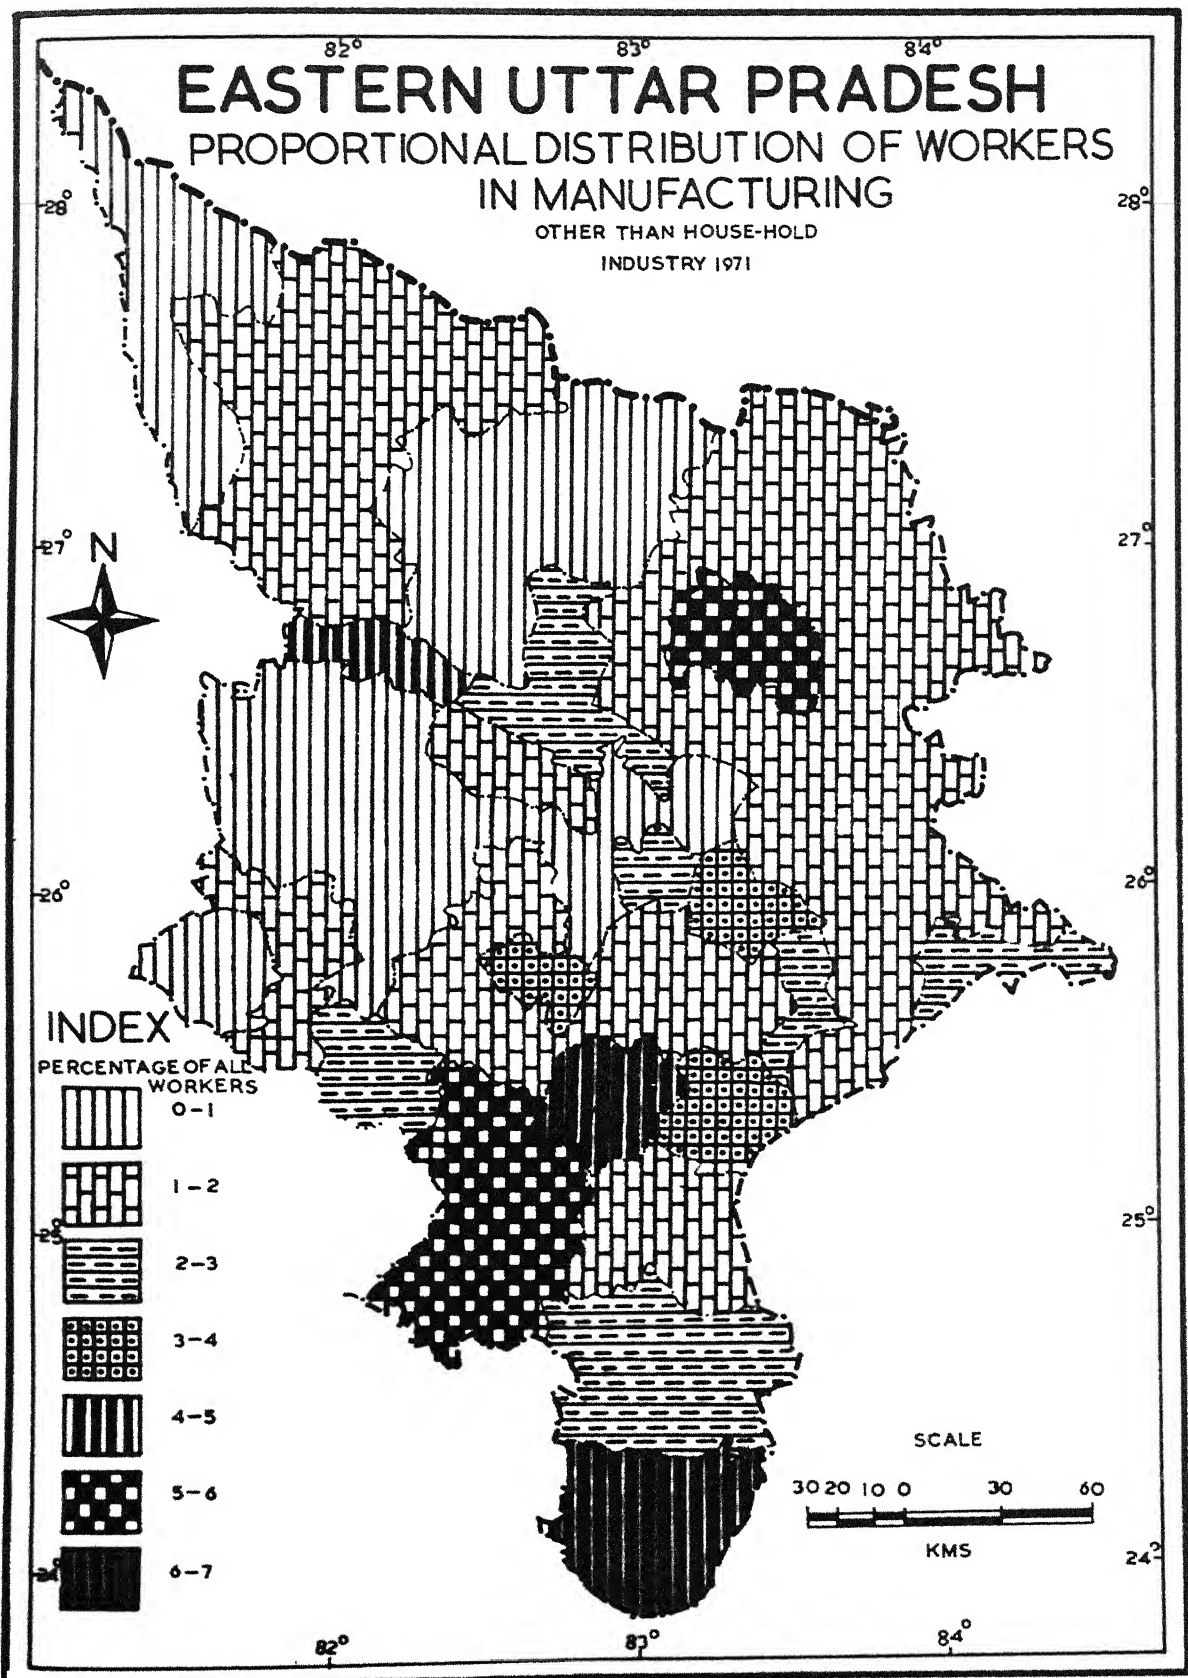 82° 83° 84°
EASTERN UTTAR PRADESH
PROPORTIONAL DISTRIBUTION OF WORKERS
IN MANUFACTURING
OTHER THAN HOUSE-HOLD
INDUSTRY 1971
28° 28°
27° 27°
N
26° 26°
INDEX
PERCENTAGE OF ALL
WORKERS
0-1
1-2
25° 25°
2-3
3-4
4-5
5-6
6-7
SCALE
30 20 10 0 30 60
KMS
24° 24°
82° 83° 84°